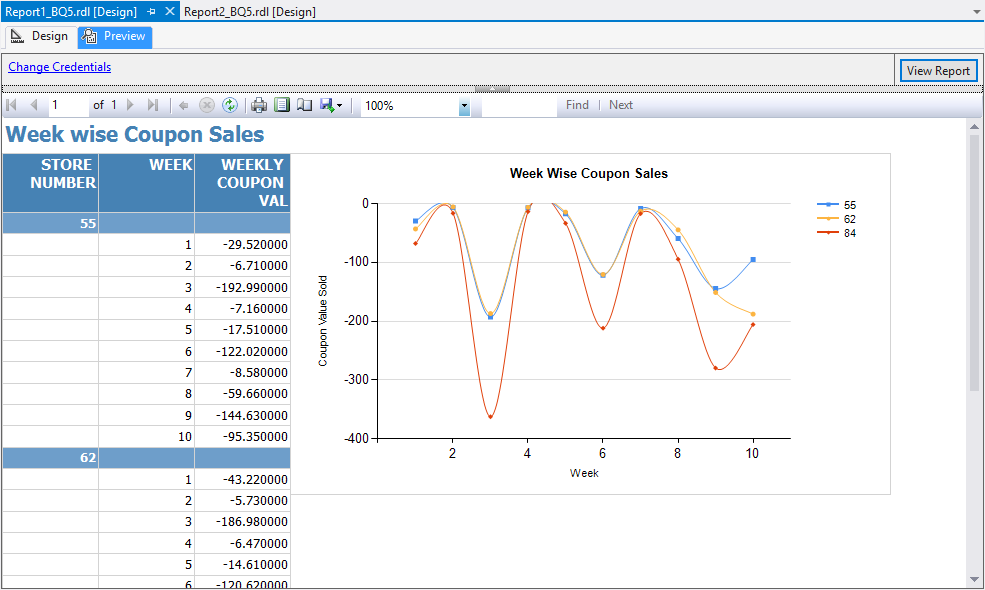 Report1_BQ5.rdl [Design] Report2_BQ5.rdl [Design]
Design Preview
Change Credentials
View Report
1 of 1 100% Find | Next
Week wise Coupon Sales
STORE NUMBER WEEK WEEKLY COUPON VAL
55
1 -29.520000
2 -6.710000
3 -192.990000
4 -7.160000
5 -17.510000
6 -122.020000
7 -8.580000
8 -59.660000
9 -144.630000
10 -95.350000
62
1 -43.220000
2 -5.730000
3 -186.980000
4 -6.470000
5 -14.610000
6 -120.620000
Week Wise Coupon Sales
Coupon Value Sold
0
-100
-200
-300
-400
2 4 6 8 10
Week
55
62
84